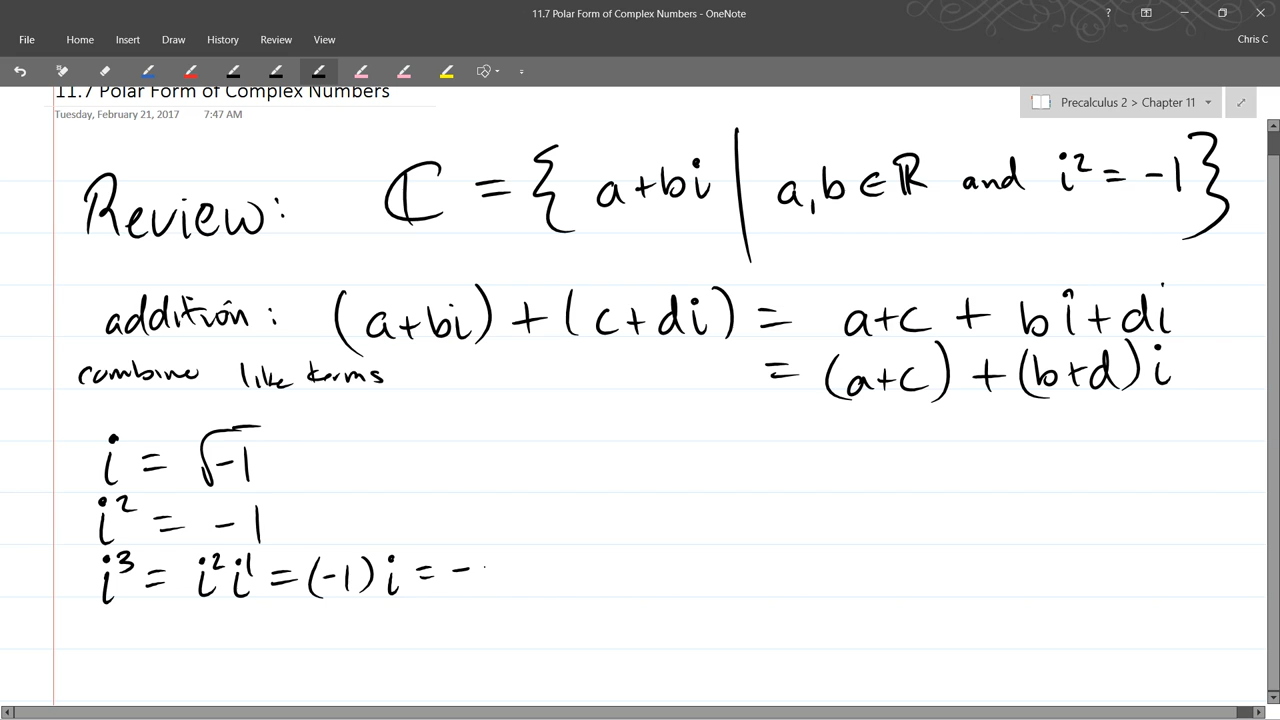 11.7 Polar Form of Complex Numbers - OneNote
File Home Insert Draw History Review View Chris C
11.7 Polar Form of Complex Numbers
Tuesday, February 21, 2017 7:47 AM
Precalculus 2 > Chapter 11
Review: ℂ = { a+bi | a,b ∈ ℝ and i² = -1 }
addition: (a+bi) + (c+di) = a+c + bi+di
combine like terms = (a+c) + (b+d)i
i = √-1
i² = -1
i³ = i²i¹ = (-1)i = -